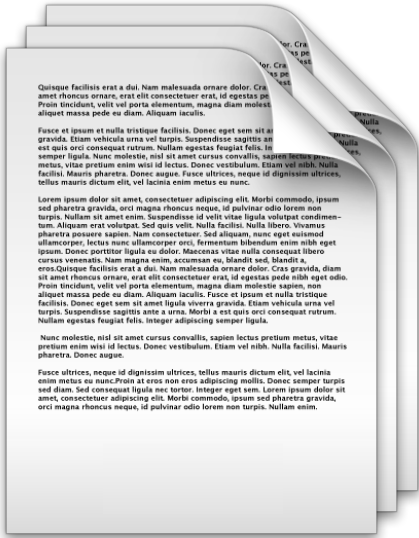 Quisque facilisis erat a dui. Nam malesuada ornare dolor. Cra
amet rhoncus ornare, erat elit consectetuer erat, id egestas pe
Proin tincidunt, velit vel porta elementum, magna diam molest
aliquet massa pede eu diam. Aliquam iaculis.
Fusce et ipsum et nulla tristique facilisis. Donec eget sem sit ar
gravida. Etiam vehicula urna vel turpis. Suspendisse sagittis an
est quis orci consequat rutrum. Nullam egestas feugiat felis. In
semper ligula. Nunc molestie, nisl sit amet cursus convallis, sapien lectus pretium
metus, vitae pretium enim wisi id lectus. Donec vestibulum. Etiam vel nibh. Nulla
facilisi. Mauris pharetra. Donec augue. Fusce ultrices, neque id dignissim ultrices,
tellus mauris dictum elit, vel lacinia enim metus eu nunc.
Lorem ipsum dolor sit amet, consectetuer adipiscing elit. Morbi commodo, ipsum
sed pharetra gravida, orci magna rhoncus neque, id pulvinar odio lorem non
turpis. Nullam sit amet enim. Suspendisse id velit vitae ligula volutpat condimen-
tum. Aliquam erat volutpat. Sed quis velit. Nulla facilisi. Nulla libero. Vivamus
pharetra posuere sapien. Nam consectetuer. Sed aliquam, nunc eget euismod
ullamcorper, lectus nunc ullamcorper orci, fermentum bibendum enim nibh eget
ipsum. Donec porttitor ligula eu dolor. Maecenas vitae nulla consequat libero
cursus venenatis. Nam magna enim, accumsan eu, blandit sed, blandit a,
eros.Quisque facilisis erat a dui. Nam malesuada ornare dolor. Cras gravida, diam
sit amet rhoncus ornare, erat elit consectetuer erat, id egestas pede nibh eget odio.
Proin tincidunt, velit vel porta elementum, magna diam molestie sapien, non
aliquet massa pede eu diam. Aliquam iaculis. Fusce et ipsum et nulla tristique
facilisis. Donec eget sem sit amet ligula viverra gravida. Etiam vehicula urna vel
turpis. Suspendisse sagittis ante a urna. Morbi a est quis orci consequat rutrum.
Nullam egestas feugiat felis. Integer adipiscing semper ligula.
Nunc molestie, nisl sit amet cursus convallis, sapien lectus pretium metus, vitae
pretium enim wisi id lectus. Donec vestibulum. Etiam vel nibh. Nulla facilisi. Mauris
pharetra. Donec augue.
Fusce ultrices, neque id dignissim ultrices, tellus mauris dictum elit, vel lacinia
enim metus eu nunc.Proin at eros non eros adipiscing mollis. Donec semper turpis
sed diam. Sed consequat ligula nec tortor. Integer eget sem. Lorem ipsum dolor sit
amet, consectetuer adipiscing elit. Morbi commodo, ipsum sed pharetra gravida,
orci magna rhoncus neque, id pulvinar odio lorem non turpis. Nullam enim.